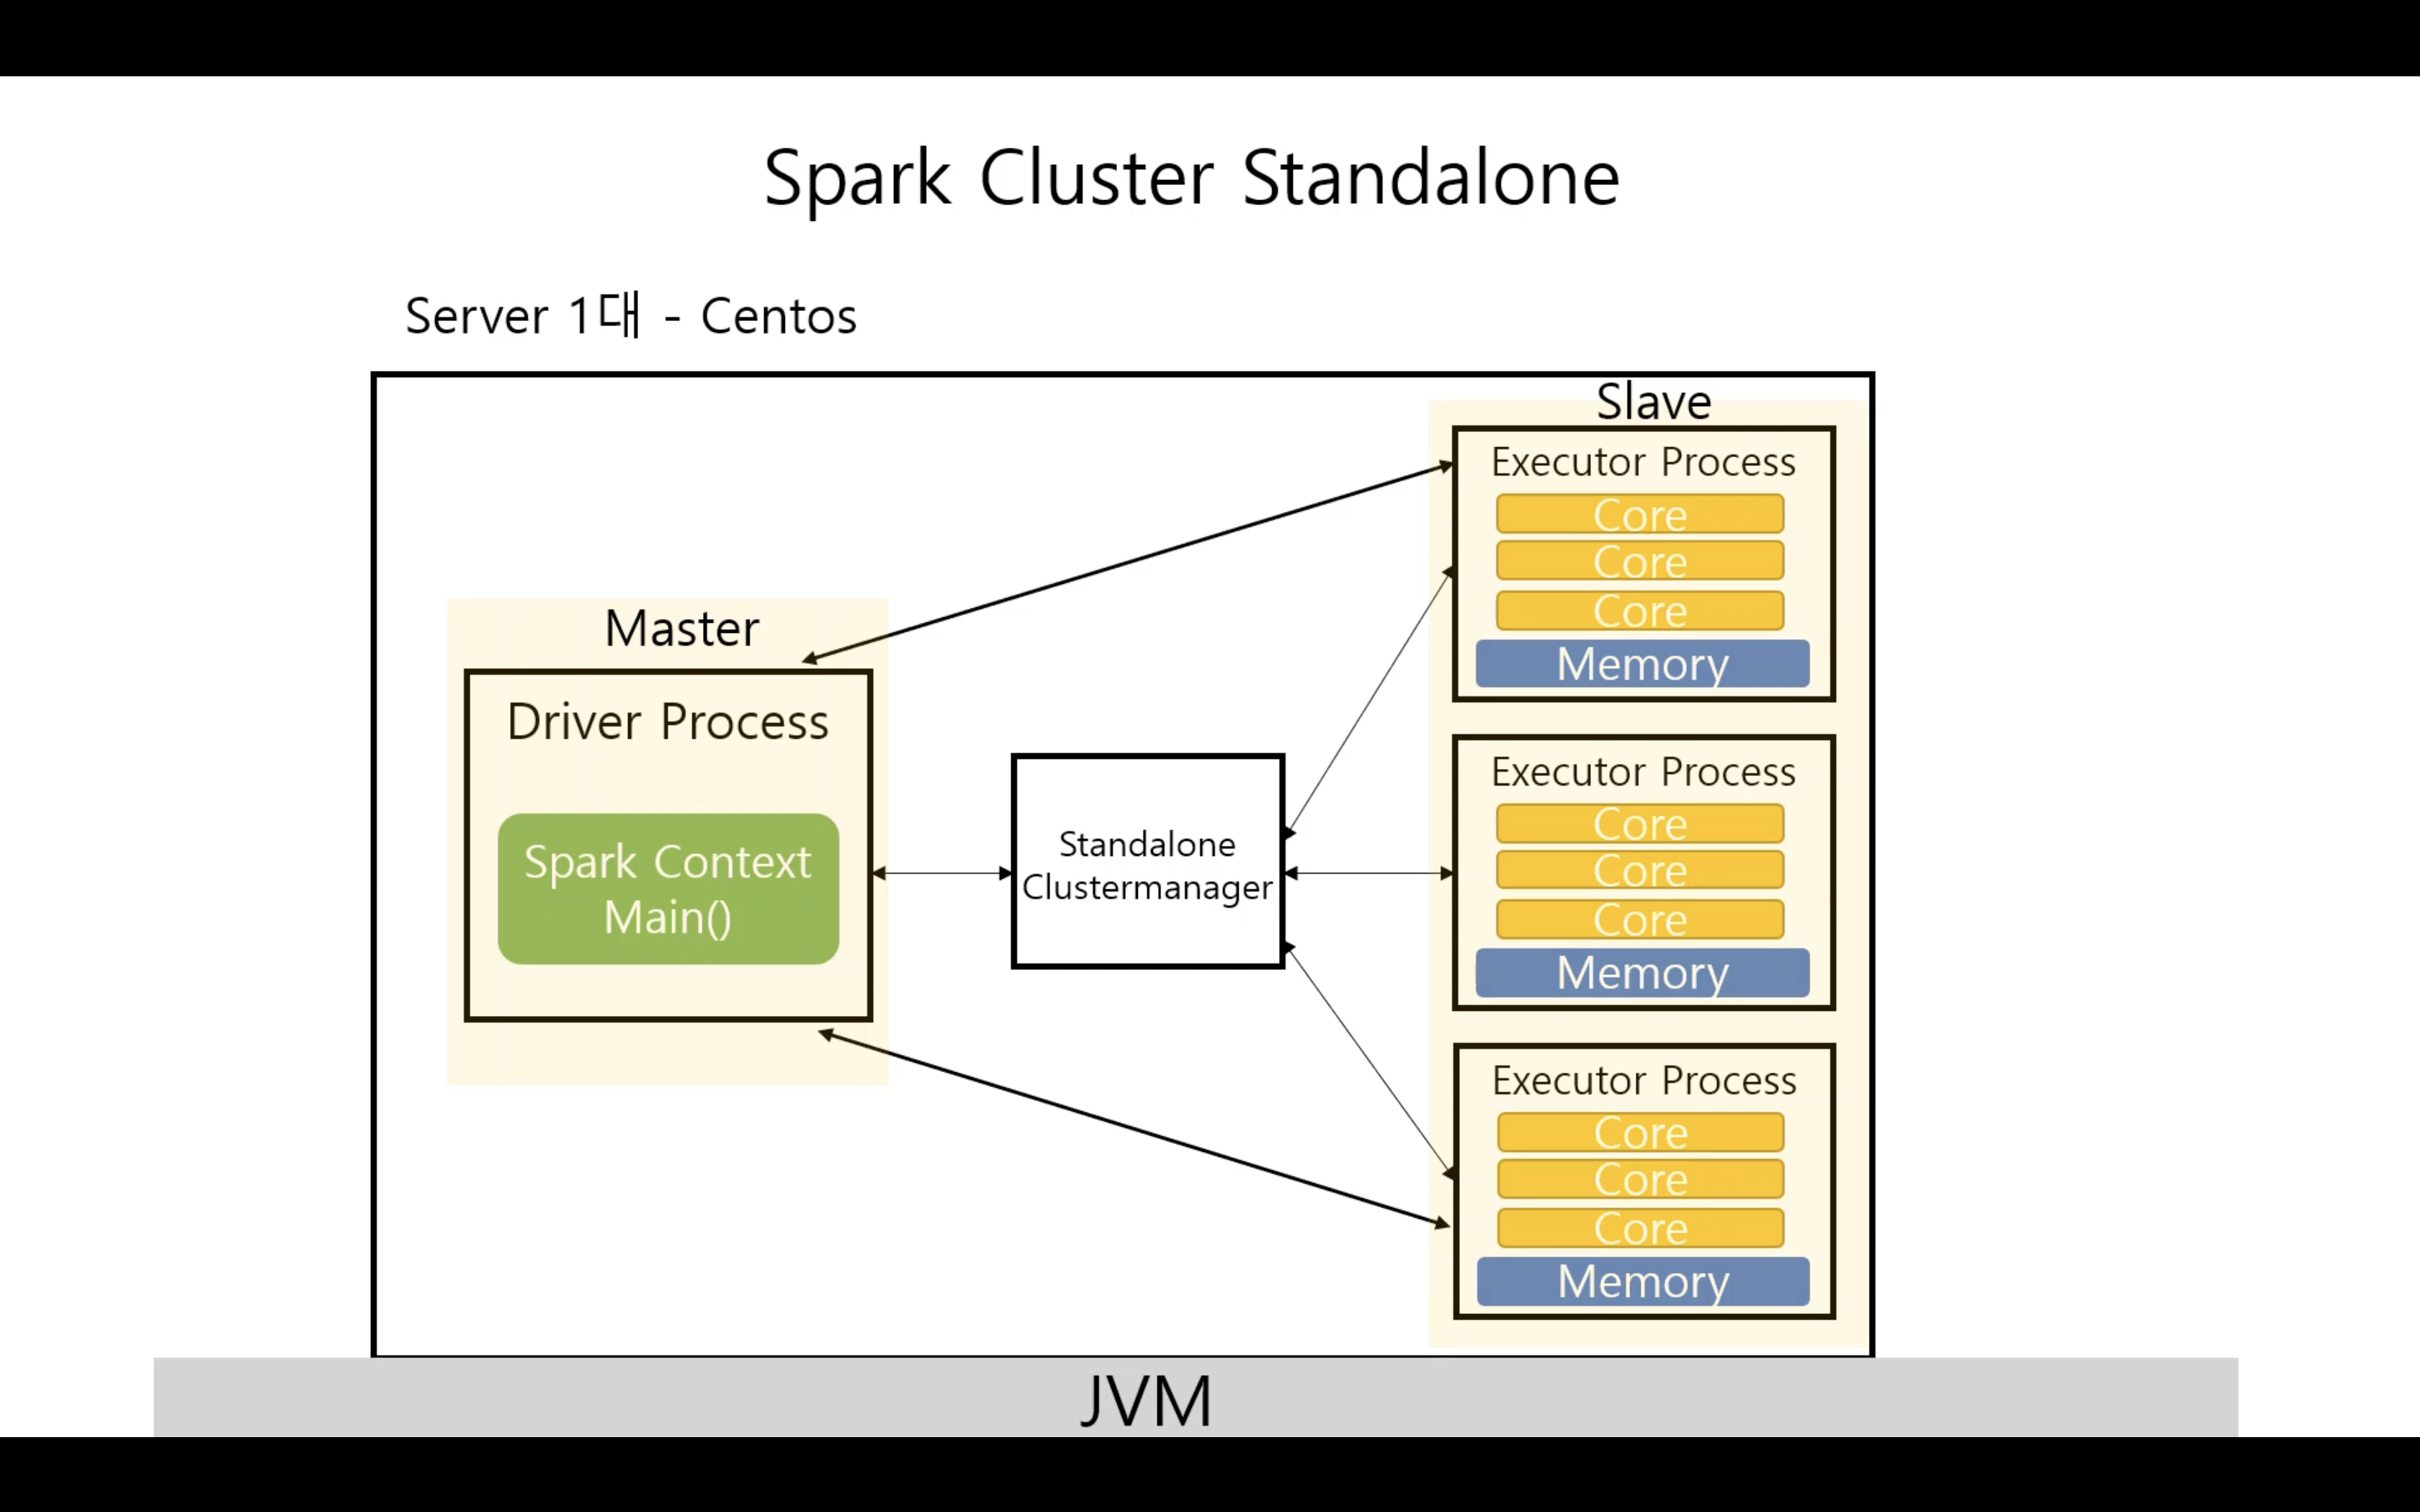 Spark Cluster Standalone
Server 1대 - Centos
Master
Driver Process
Spark Context
Main()
Standalone
Clustermanager
Slave
Executor Process
Core
Core
Core
Memory
Executor Process
Core
Core
Core
Memory
Executor Process
Core
Core
Core
Memory
JVM